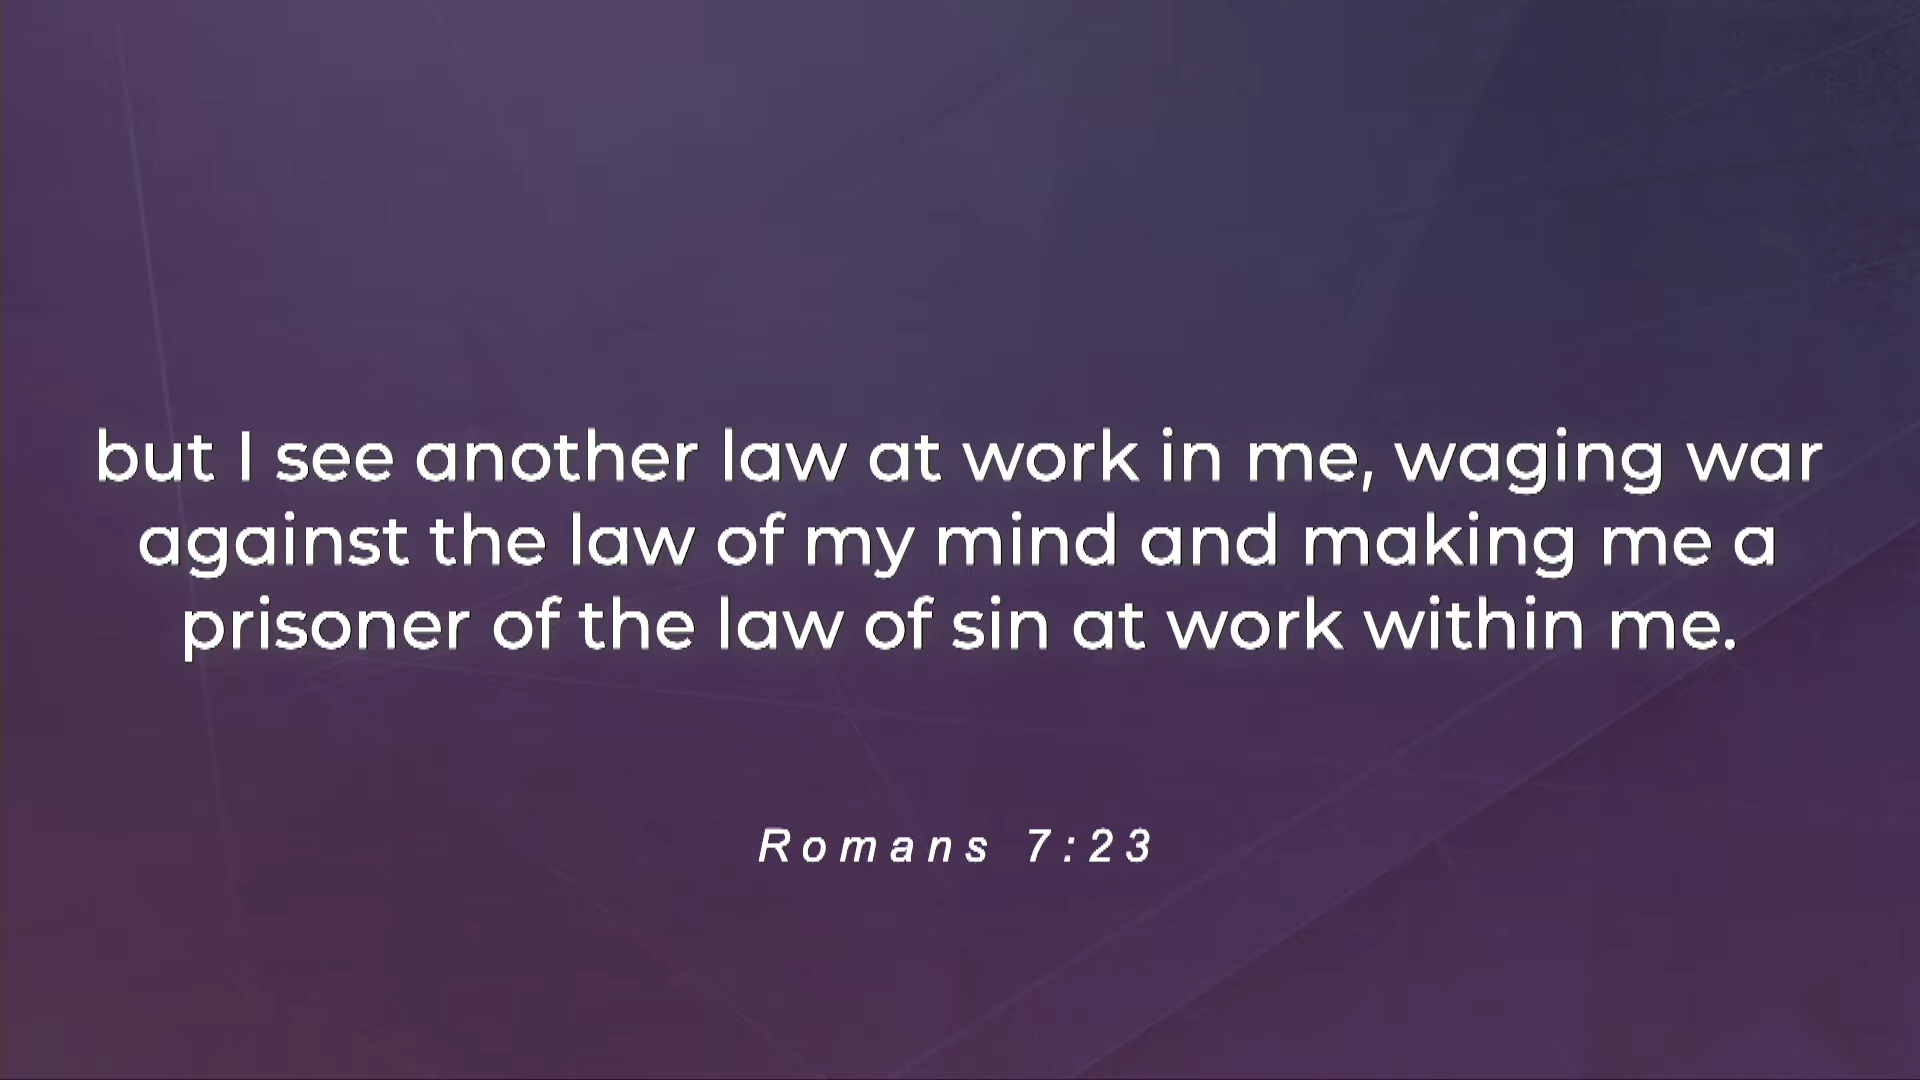 but I see another law at work in me, waging war
against the law of my mind and making me a
prisoner of the law of sin at work within me.
Romans 7:23